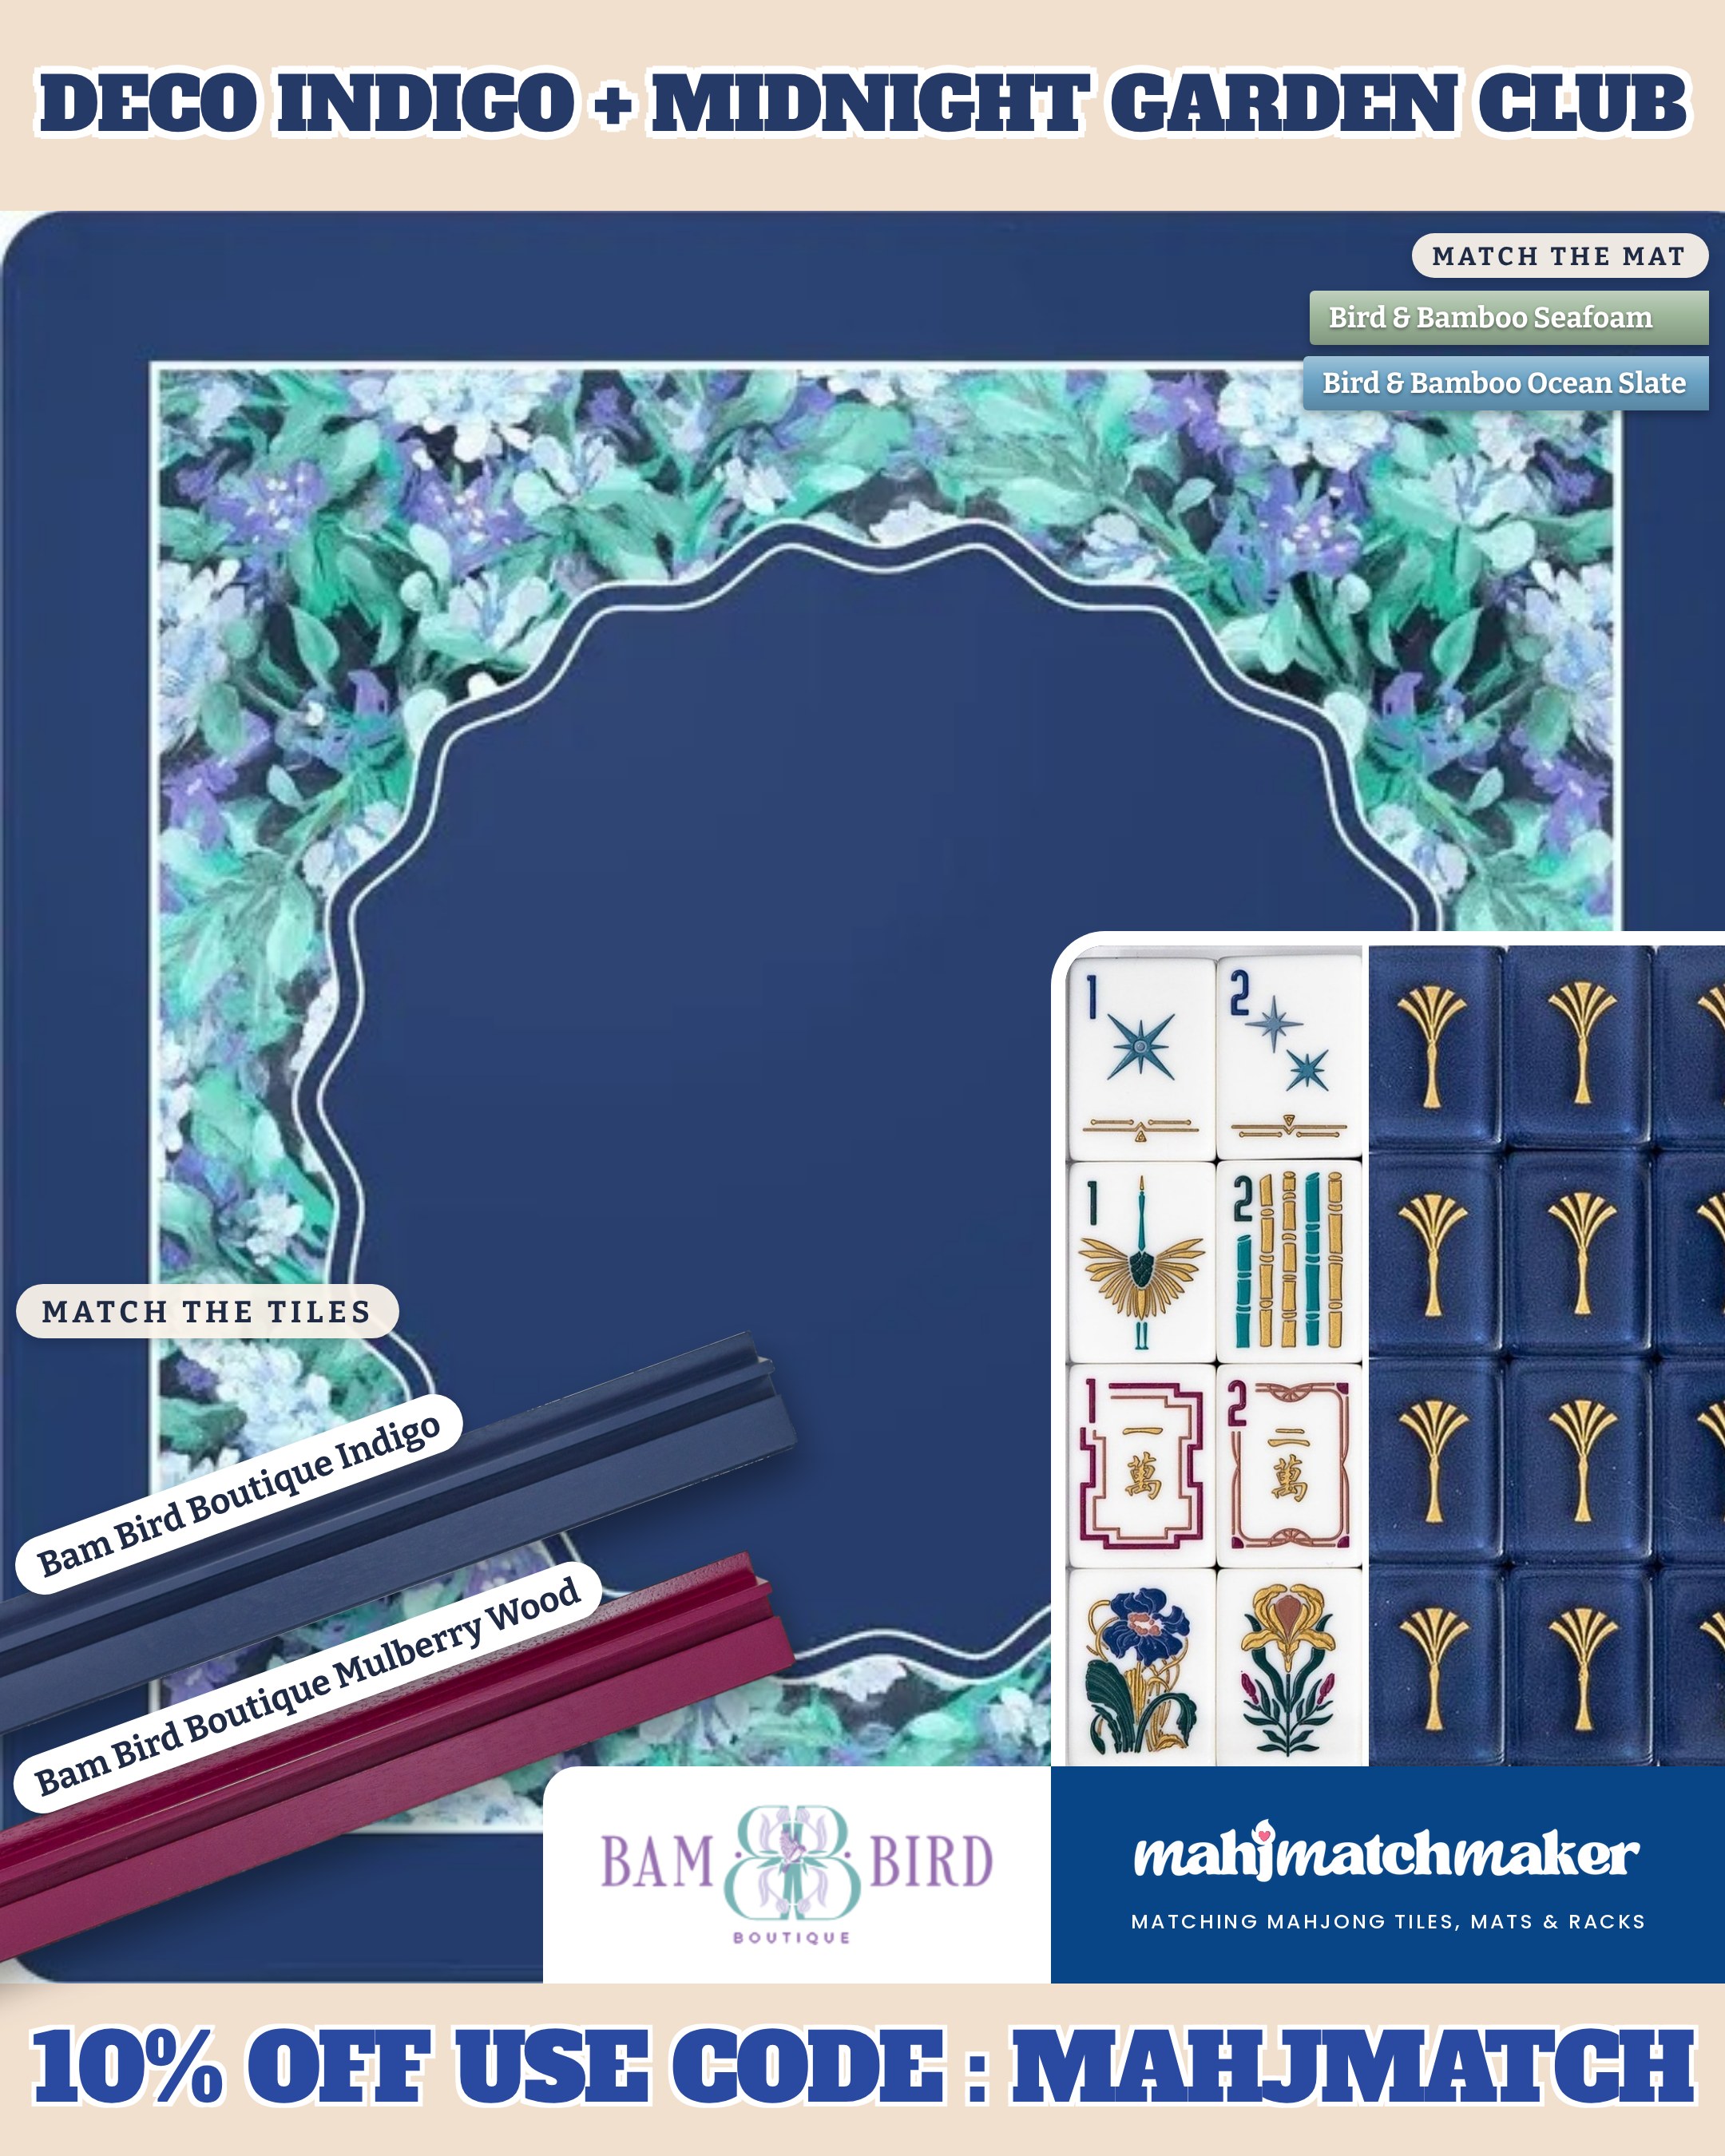 DECO INDIGO + MIDNIGHT GARDEN CLUB
MATCH THE MAT
Bird & Bamboo Seafoam
Bird & Bamboo Ocean Slate
1
2
1
2
1
一
萬
2
二
萬
MATCH THE TILES
Bam Bird Boutique Indigo
Bam Bird Boutique Mulberry Wood
BAM BIRD
BOUTIQUE
mahjmatchmaker
MATCHING MAHJONG TILES, MATS & RACKS
10% OFF USE CODE : MAHJMATCH